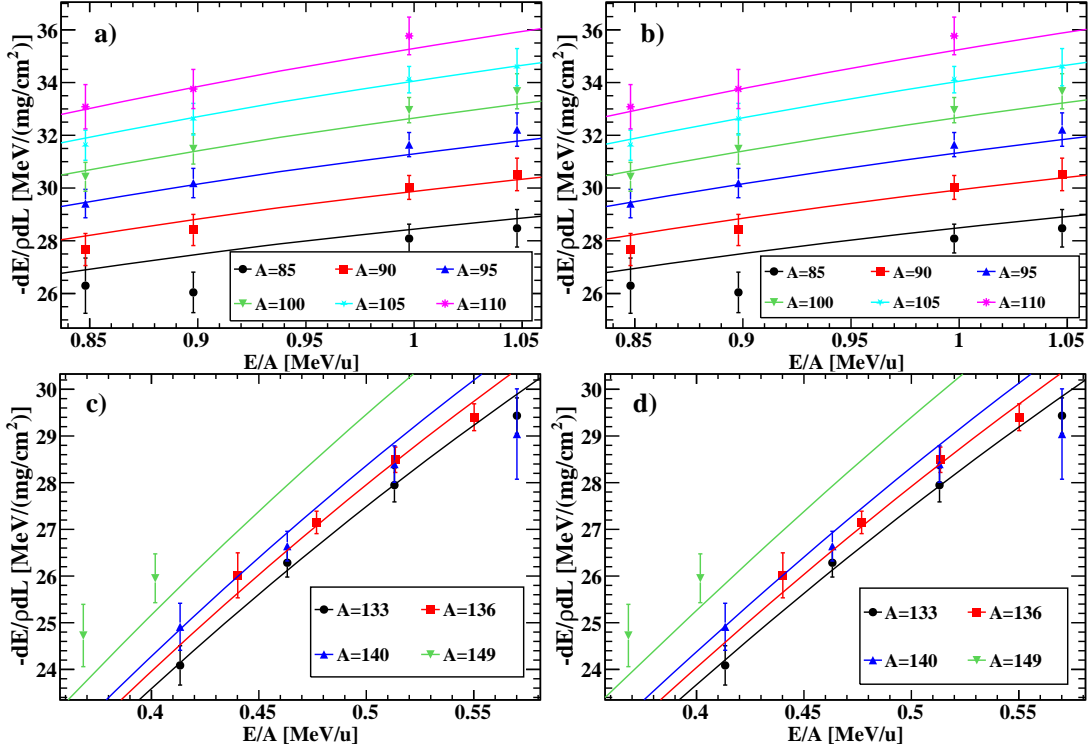 a)
-dE/ρdL [MeV/(mg/cm²)]
36
34
32
30
28
26
A=85 A=90 A=95
A=100 A=105 A=110
0.85 0.9 0.95 1 1.05
E/A [MeV/u]
b)
-dE/ρdL [MeV/(mg/cm²)]
36
34
32
30
28
26
A=85 A=90 A=95
A=100 A=105 A=110
0.85 0.9 0.95 1 1.05
E/A [MeV/u]
c)
-dE/ρdL [MeV/(mg/cm²)]
30
29
28
27
26
25
24
A=133 A=136
A=140 A=149
0.4 0.45 0.5 0.55
E/A [MeV/u]
d)
-dE/ρdL [MeV/(mg/cm²)]
30
29
28
27
26
25
24
A=133 A=136
A=140 A=149
0.4 0.45 0.5 0.55
E/A [MeV/u]